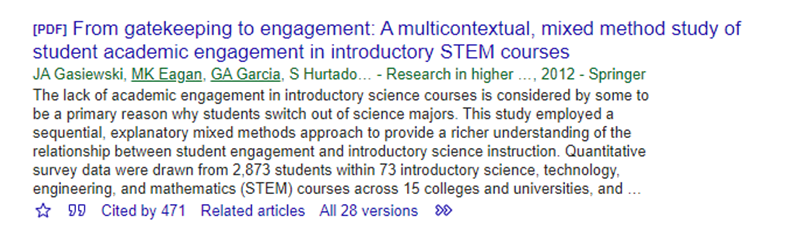 [PDF] From gatekeeping to engagement: A multicontextual, mixed method study of
student academic engagement in introductory STEM courses
JA Gasiewski, MK Eagan, GA Garcia, S Hurtado… - Research in higher …, 2012 - Springer
The lack of academic engagement in introductory science courses is considered by some to
be a primary reason why students switch out of science majors. This study employed a
sequential, explanatory mixed methods approach to provide a richer understanding of the
relationship between student engagement and introductory science instruction. Quantitative
survey data were drawn from 2,873 students within 73 introductory science, technology,
engineering, and mathematics (STEM) courses across 15 colleges and universities, and …
Cited by 471 Related articles All 28 versions